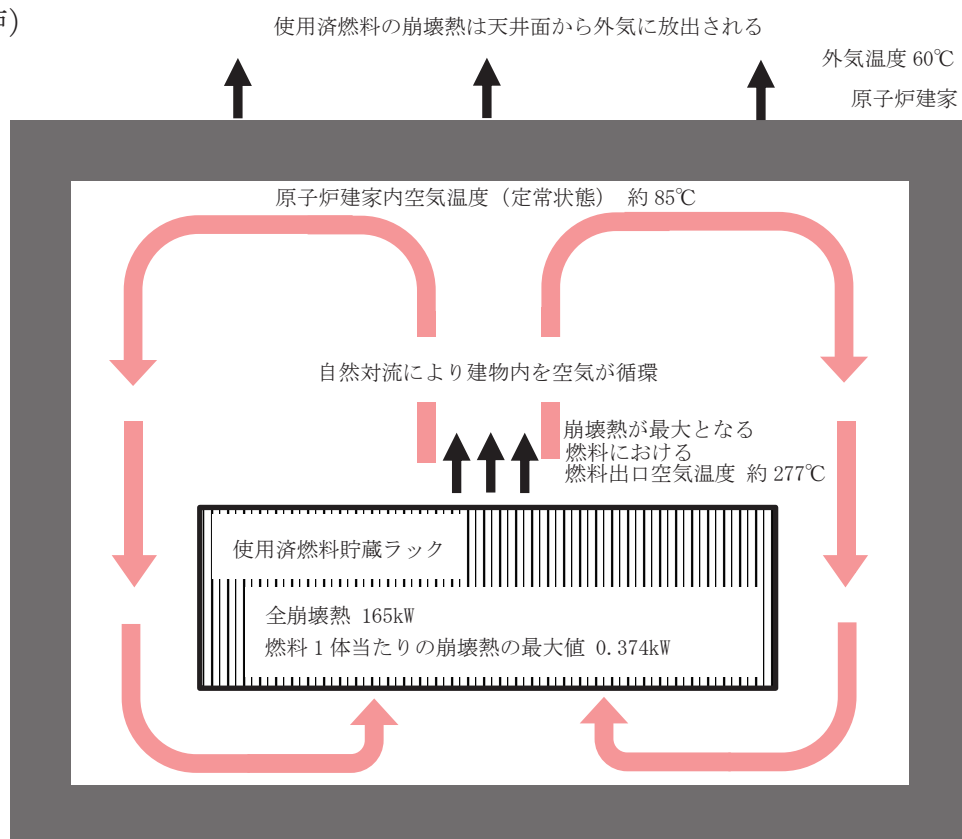 使用済燃料の崩壊熱は天井面から外気に放出される
外気温度 60℃
原子炉建家
原子炉建家内空気温度（定常状態） 約 85℃
自然対流により建物内を空気が循環
崩壊熱が最大となる
燃料における
燃料出口空気温度 約 277℃
使用済燃料貯蔵ラック
全崩壊熱 165kW
燃料 1 体当たりの崩壊熱の最大値 0.374kW